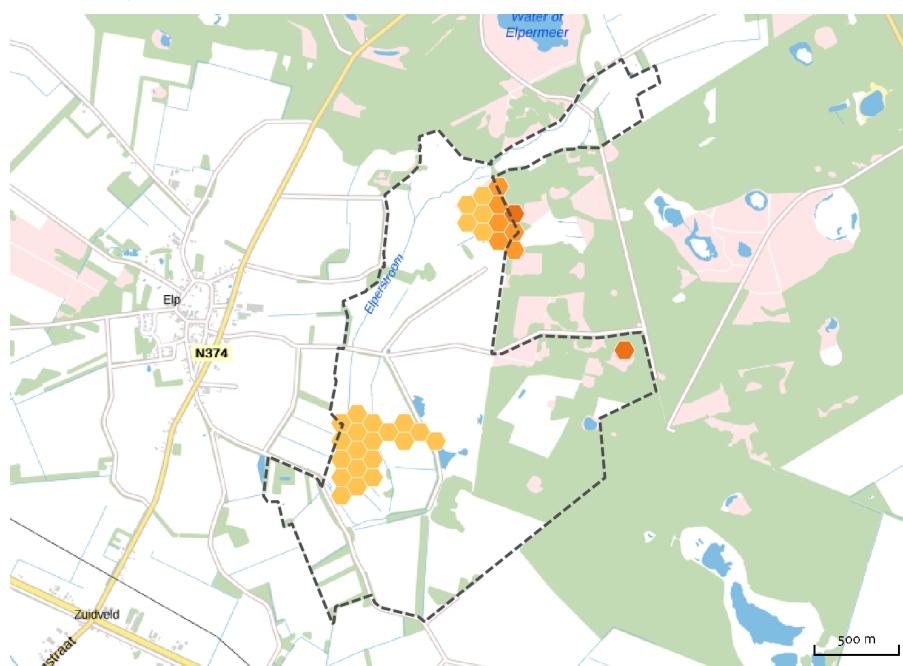 Water of
Elpermeer
Elperstroom
Elp
N374
Zuidveld
straat
500 m